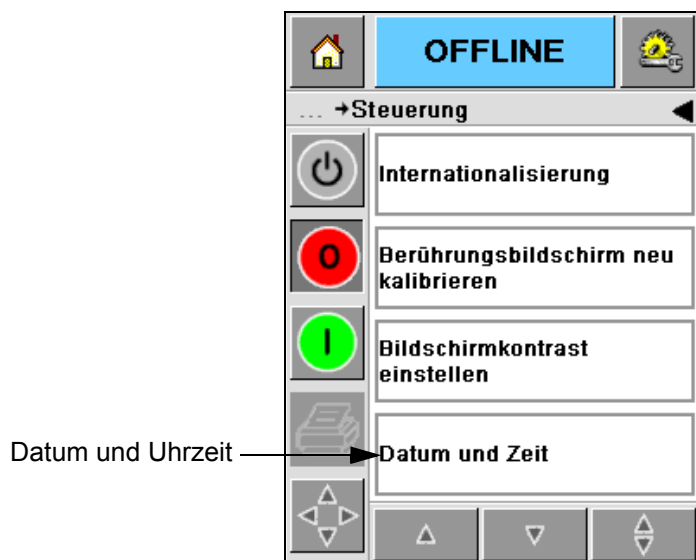 OFFLINE
... →Steuerung
Internationalisierung
O
Berührungsbildschirm neu
kalibrieren
I
Bildschirmkontrast
einstellen
Datum und Uhrzeit
Datum und Zeit